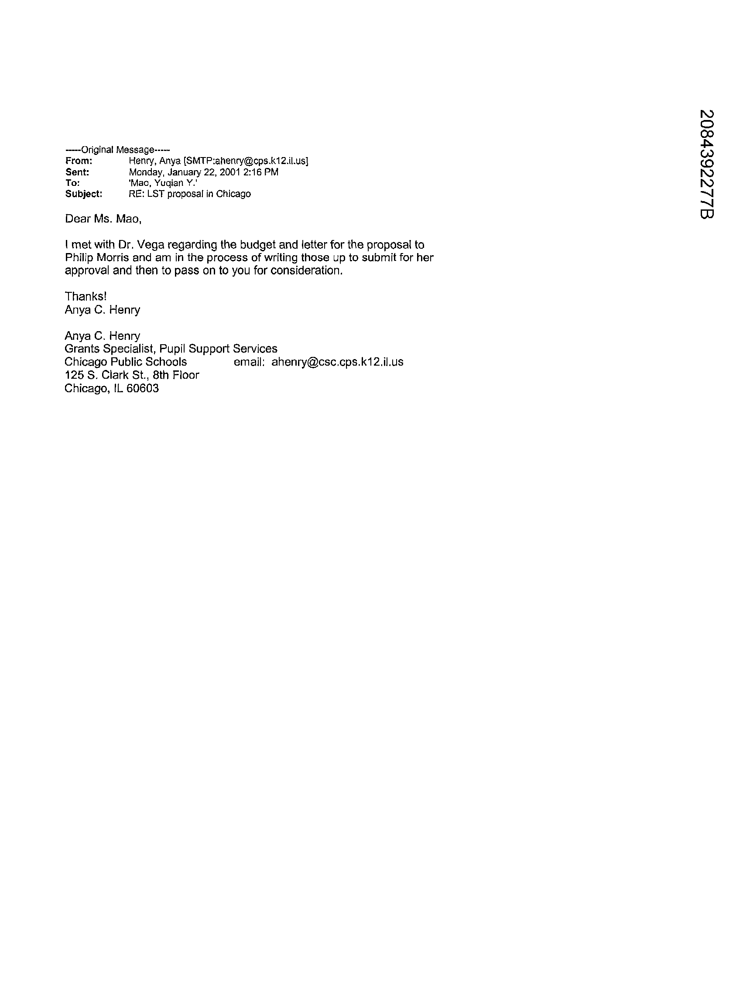 -----Original Message-----
From: Henry, Anya [SMTP:ahenry@cps.k12.il.us]
Sent: Monday, January 22, 2001 2:16 PM
To: 'Mao, Yuqian Y.'
Subject: RE: LST proposal in Chicago
Dear Ms. Mao,
I met with Dr. Vega regarding the budget and letter for the proposal to
Philip Morris and am in the process of writing those up to submit for her
approval and then to pass on to you for consideration.
Thanks!
Anya C. Henry
Anya C. Henry
Grants Specialist, Pupil Support Services
Chicago Public Schools email: ahenry@csc.cps.k12.il.us
125 S. Clark St., 8th Floor
Chicago, IL 60603
2084392277B